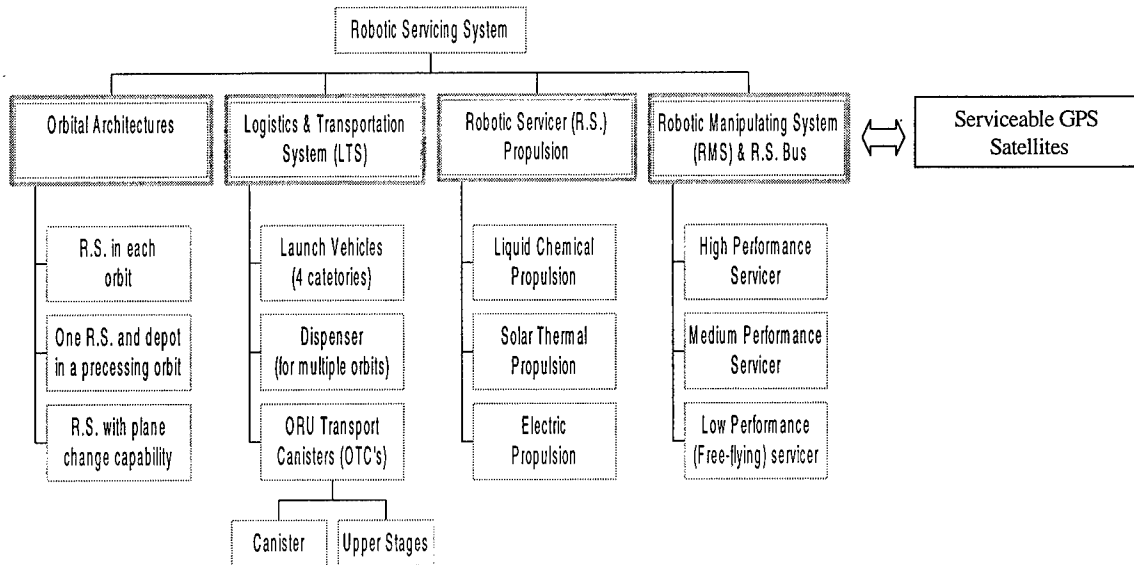 Robotic Servicing System
Orbital Architectures
Logistics & Transportation
System (LTS)
Robotic Servicer (R.S.)
Propulsion
Robotic Manipulating System
(RMS) & R.S. Bus
Serviceable GPS
Satellites
R.S. in each
orbit
One R.S. and depot
in a precessing orbit
R.S. with plane
change capability
Launch Vehicles
(4 catetories)
Dispenser
(for multiple orbits)
ORU Transport
Canisters (OTC's)
Canister
Upper Stages
Liquid Chemical
Propulsion
Solar Thermal
Propulsion
Electric
Propulsion
High Performance
Servicer
Medium Performance
Servicer
Low Performance
(Free-flying) servicer